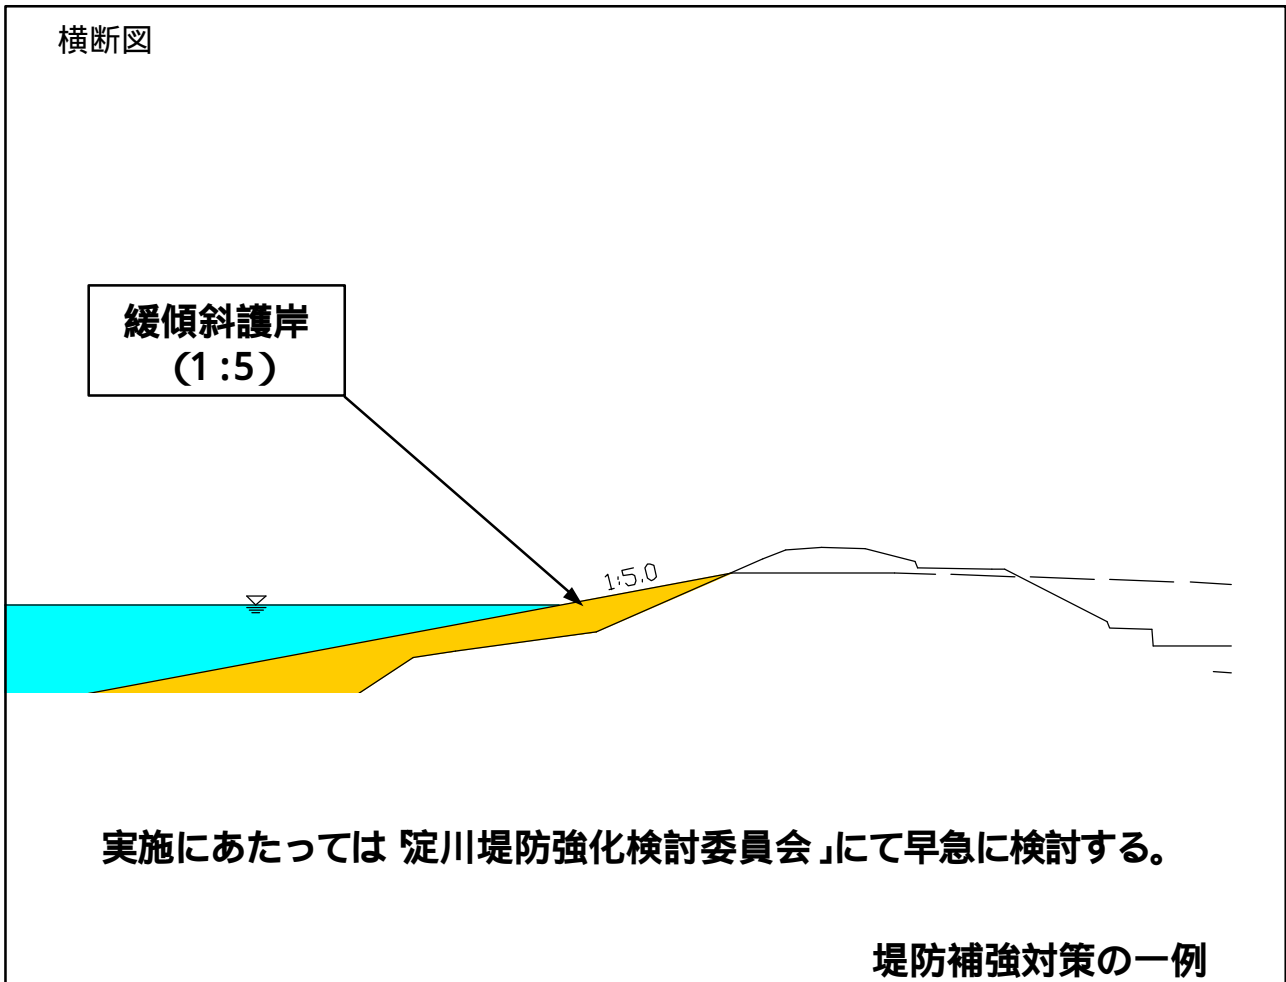 横断図
緩傾斜護岸
(1:5)
1:5.0
実施にあたっては「淀川堤防強化検討委員会」にて早急に検討する。
堤防補強対策の一例